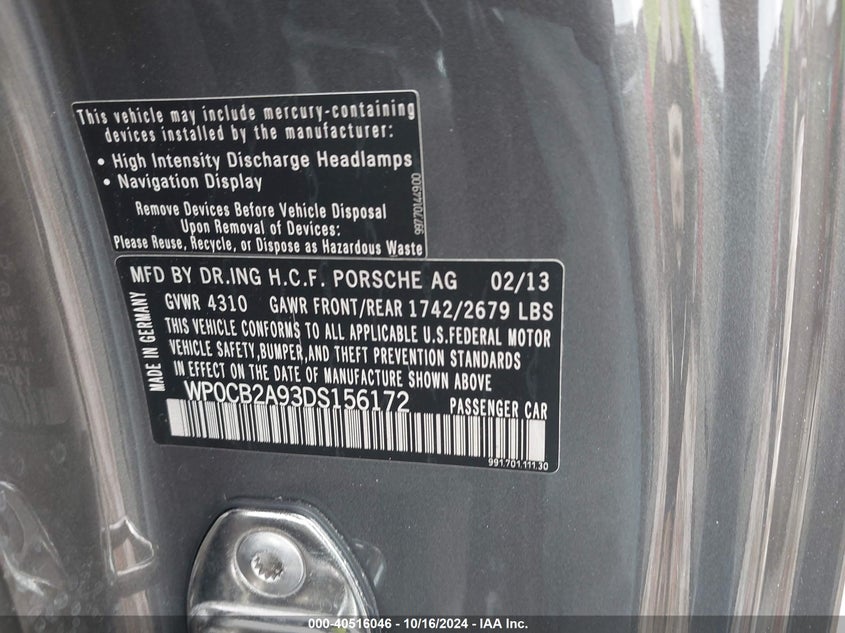 This vehicle may include mercury-containing
devices installed by the manufacturer:
• High Intensity Discharge Headlamps
• Navigation Display
Remove Devices Before Vehicle Disposal
Upon Removal of Devices:
Please Reuse, Recycle, or Dispose as Hazardous Waste
99770144900
MFD BY DR.ING H.C.F. PORSCHE AG 02/13
GVWR 4310 GAWR FRONT/REAR 1742/2679 LBS
THIS VEHICLE CONFORMS TO ALL APPLICABLE U.S.FEDERAL MOTOR
VEHICLE SAFETY,BUMPER,AND THEFT PREVENTION STANDARDS
IN EFFECT ON THE DATE OF MANUFACTURE SHOWN ABOVE
WP0CB2A93DS156172 PASSENGER CAR
MADE IN GERMANY
991.701.111.30
000-40516046 - 10/16/2024 - IAA Inc.